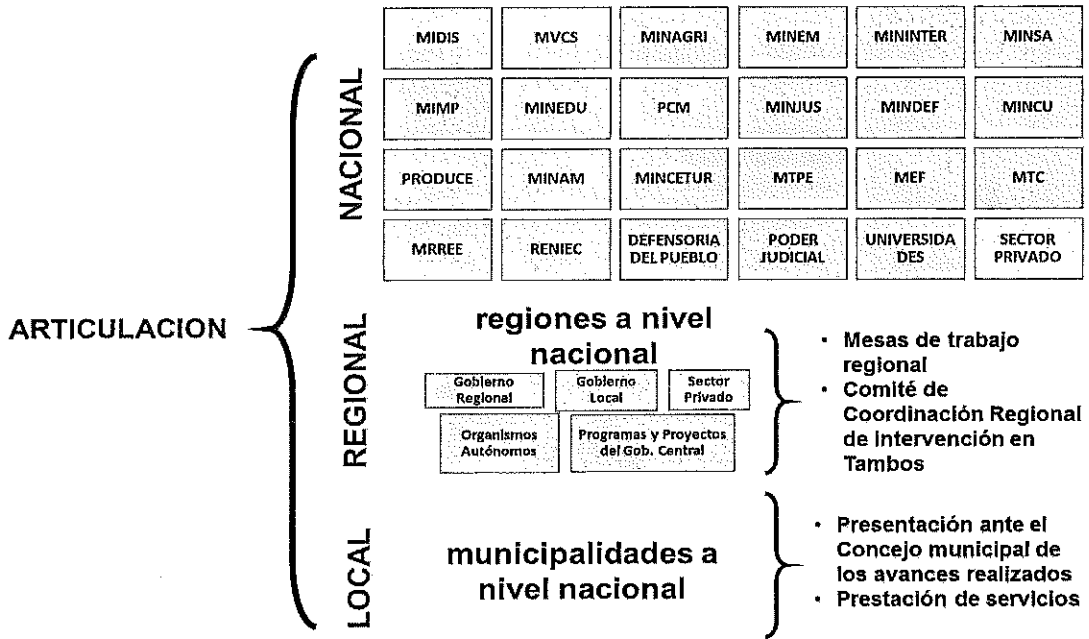 MIDIS
MVCS
MINAGRI
MINEM
MININTER
MINSA
MIMP
MINEDU
PCM
MINJUS
MINDEF
MINCU
PRODUCE
MINAM
MINCETUR
MTPE
MEF
MTC
MRREE
RENIEC
DEFENSORIA
DEL PUEBLO
PODER
JUDICIAL
UNIVERSIDA
DES
SECTOR
PRIVADO
NACIONAL
ARTICULACION
REGIONAL
regiones a nivel
nacional
Gobierno
Regional
Gobierno
Local
Sector
Privado
Organismos
Autónomos
Programas y Proyectos
del Gob. Central
• Mesas de trabajo
regional
• Comité de
Coordinación Regional
de Intervención en
Tambos
LOCAL
municipalidades a
nivel nacional
• Presentación ante el
Concejo municipal de
los avances realizados
• Prestación de servicios